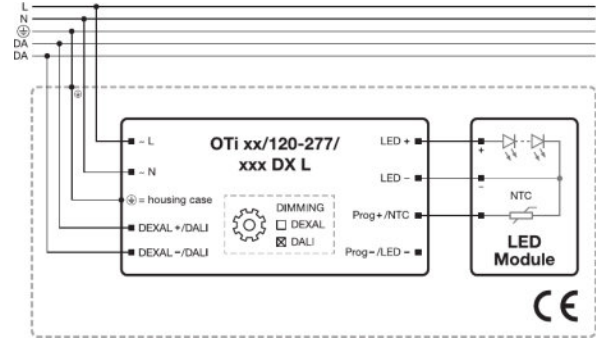 L
N
DA
DA
- L
- N
= housing case
DEXAL +/DALI
DEXAL -/DALI
OTi xx/120-277/
xxx DX L
DIMMING
☐ DEXAL
☒ DALI
LED +
LED -
Prog+/NTC
Prog-/LED -
+
-
NTC
LED
Module
CE